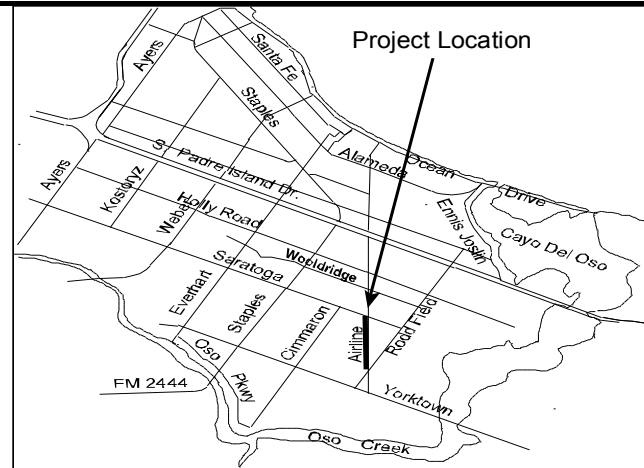 Project Location
Ayers
Santa Fe
Staples
Alameda
Ocean
Drive
S
Padre Island Dr.
Ennis Joslin
Cayo Del Oso
Ayers
Kostoryz
Weber
Holly Road
Wooldridge
Saratoga
Everhart
Staples
Cimmaron
Airline
Rodd Field
Oso
Pkwy
FM 2444
Yorktown
Oso Creek